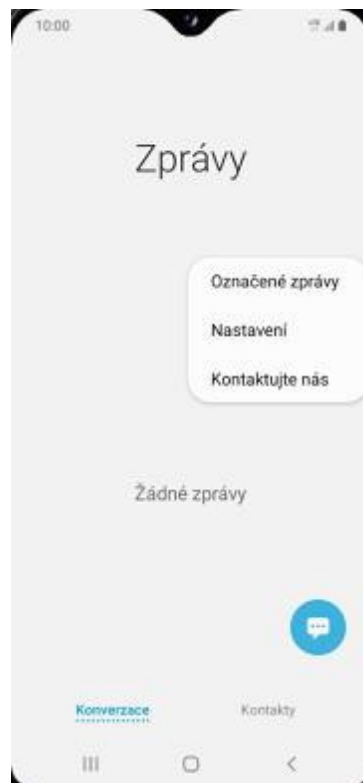 10:00
Zprávy
Označené zprávy
Nastavení
Kontaktujte nás
Žádné zprávy
Konverzace Kontakty